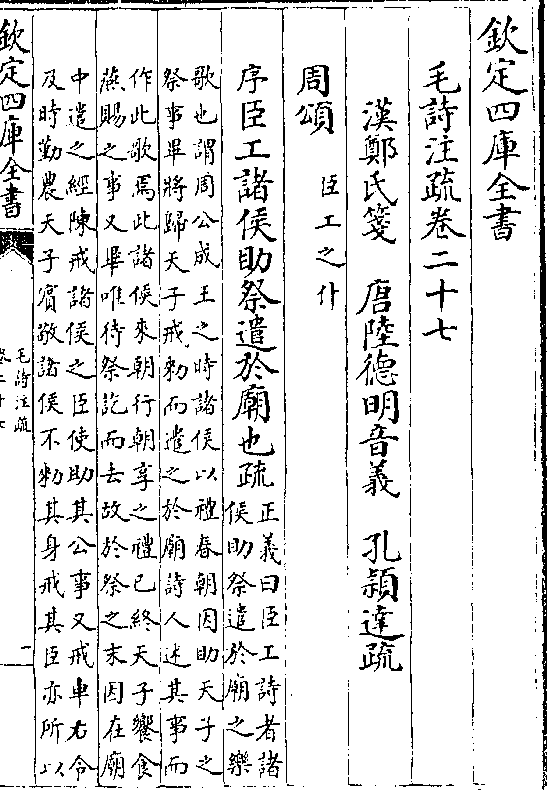 欽定四庫全書
毛詩注疏卷二十七
漢鄭氏箋　唐陸德明音義　孔穎達疏
周頌　臣工之什
序臣工諸侯助祭遣於廟也疏
正義曰臣工詩者諸
侯助祭遣於廟之樂
歌也謂周公成王之時諸侯以禮春朝因助天子之
祭事畢將歸天子戒勑而遣之於廟詩人述其事而
作此歌焉此諸侯來朝行朝享之禮已終天子饗食
燕賜之事又畢唯待祭訖而去故於祭之末因在廟
中遣之經陳戒諸侯之臣使助其公事又戒車右令
及時勤農天子賓敬諸侯不勑其身戒其臣亦所以
欽定四庫全書
毛詩注疏
卷二十七
一